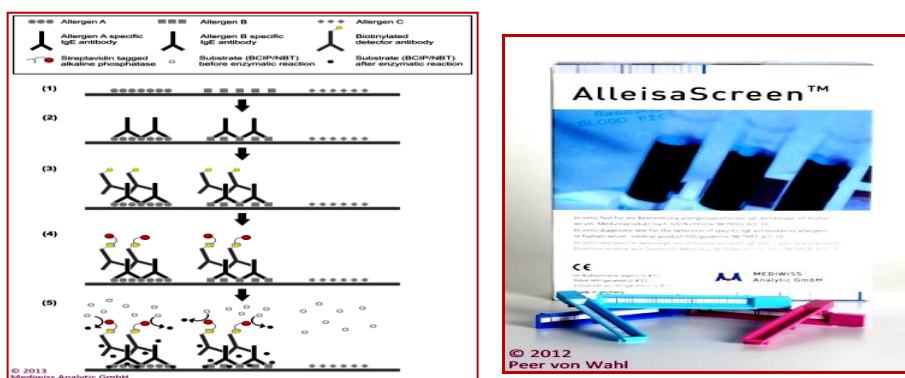 Allergen A
Allergen B
Allergen C
Allergen A specific
IgE antibody
Allergen B specific
IgE antibody
Biotinylated
detector antibody
Streptavidin tagged
alkaline phosphatase
Substrate (BCIP/NBT)
before enzymatic reaction
Substrate (BCIP/NBT)
after enzymatic reaction
(1)
(2)
(3)
(4)
(5)
© 2013
Mediwiss Analytic GmbH
AlleisaScreen™
BLOOD PIC
CE
MEDIWISS
Analytic GmbH
© 2012
Peer von Wahl